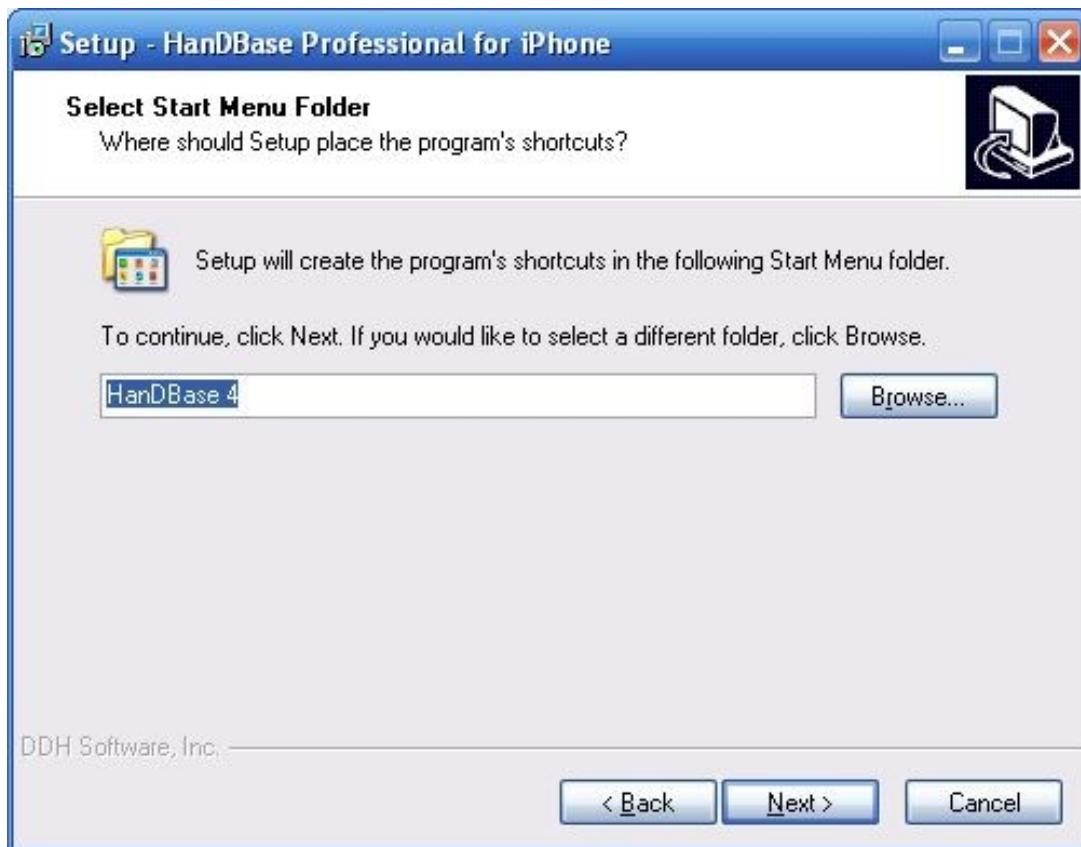 Setup - HanDBase Professional for iPhone
Select Start Menu Folder
Where should Setup place the program's shortcuts?
Setup will create the program's shortcuts in the following Start Menu folder.
To continue, click Next. If you would like to select a different folder, click Browse.
HanDBase 4
Browse...
DDH Software, Inc.
< Back
Next >
Cancel